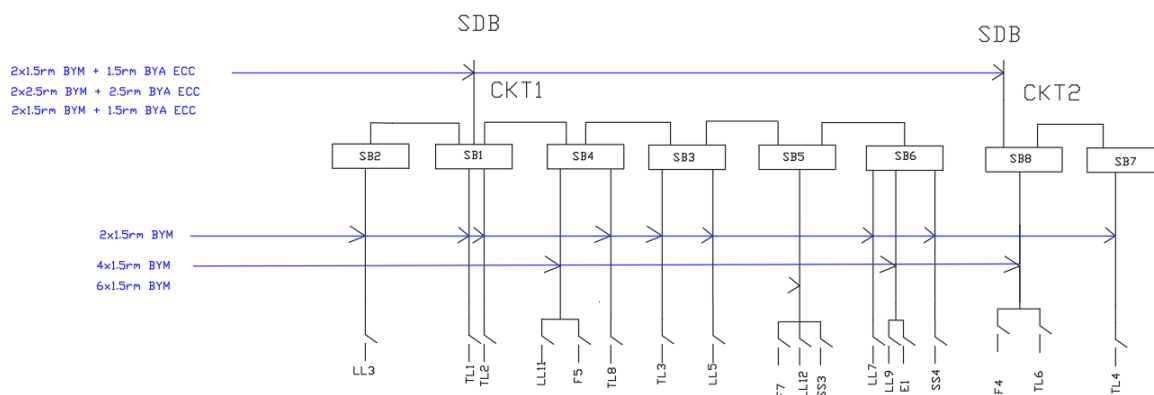 SDB
SDB
2x1.5rm BYM + 1.5rm BYA ECC
2x2.5rm BYM + 2.5rm BYA ECC
2x1.5rm BYM + 1.5rm BYA ECC
CKT1
CKT2
SB2
SB1
SB4
SB3
SB5
SB6
SB8
SB7
2x1.5rm BYM
4x1.5rm BYM
6x1.5rm BYM
LL3
TL1
TL2
LL11
F5
TL8
TL3
LL5
F7
LL12
SS3
LL7
LL9
E1
SS4
F4
TL6
TL4